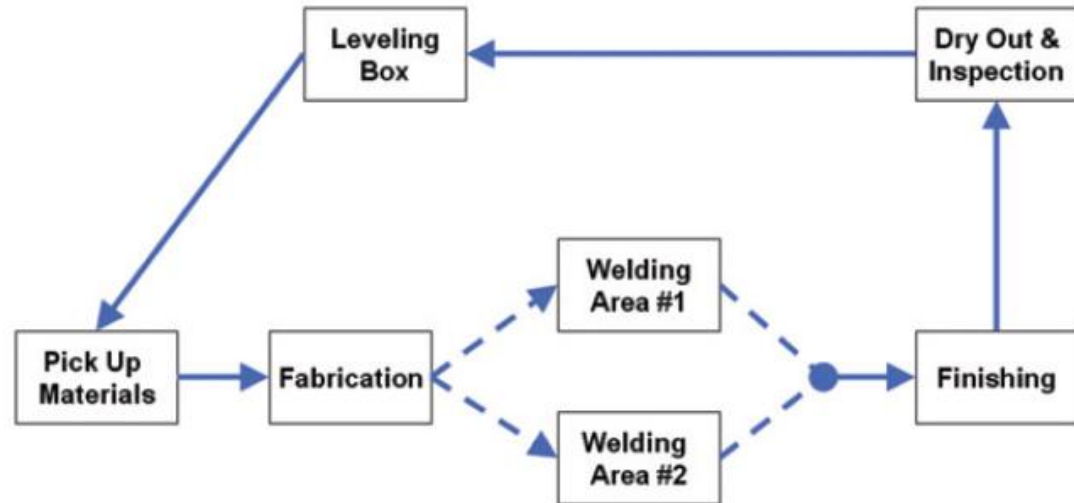 Leveling
Box
Dry Out &
Inspection
Welding
Area #1
Pick Up
Materials
Fabrication
Finishing
Welding
Area #2